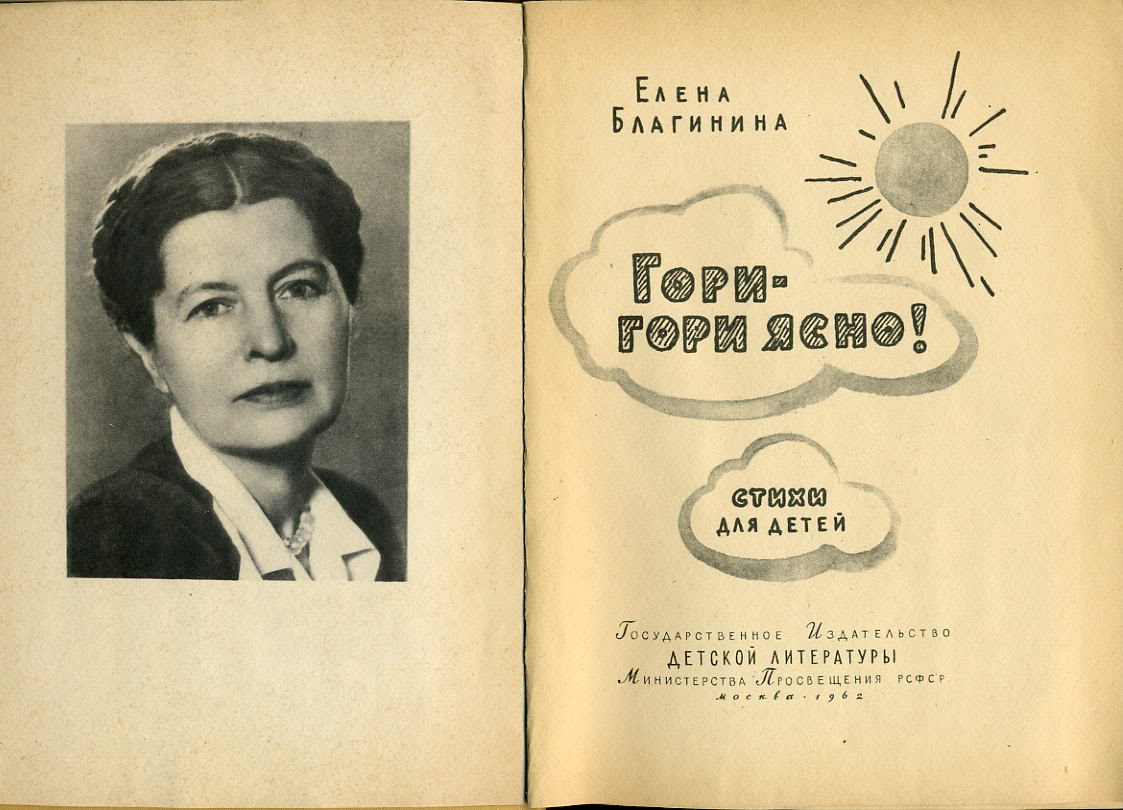 Елена
Благинина
Гори-
гори ясно!
стихи
для детей
Государственное Издательство
Детской литературы
Министерства Просвещения РСФСР
Москва · 1962